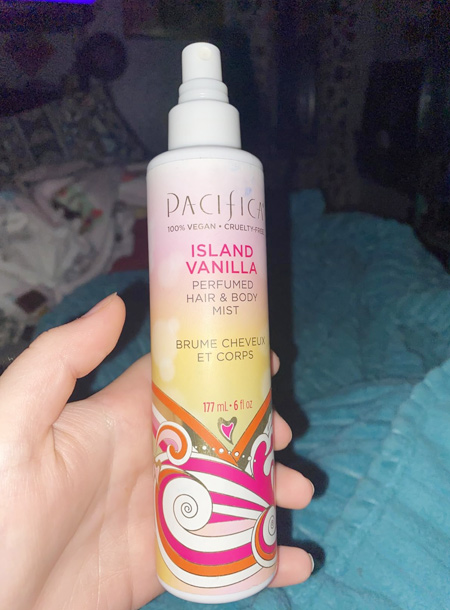 PACIFICA
100% VEGAN • CRUELTY-FREE
ISLAND
VANILLA
PERFUMED
HAIR & BODY
MIST
BRUME CHEVEUX
ET CORPS
177 mL • 6 fl oz